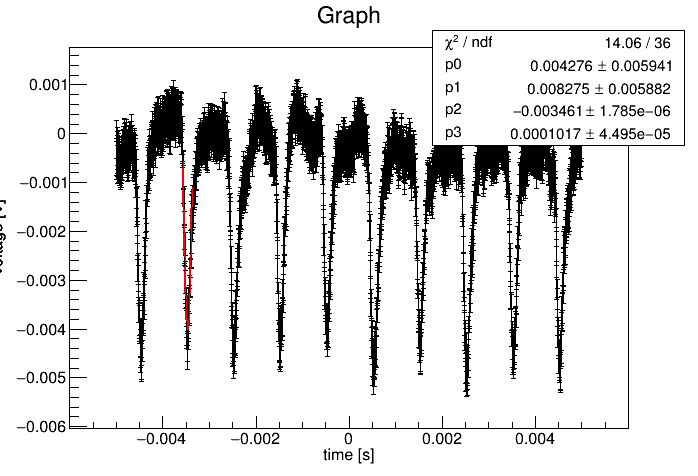 Graph
χ² / ndf 14.06 / 36
p0 0.004276 ± 0.005941
p1 0.008275 ± 0.005882
p2 −0.003461 ± 1.785e−06
p3 0.0001017 ± 4.495e−05
0.001
0
−0.001
−0.002
−0.003
−0.004
−0.005
−0.006
−0.004 −0.002 0 0.002 0.004
time [s]